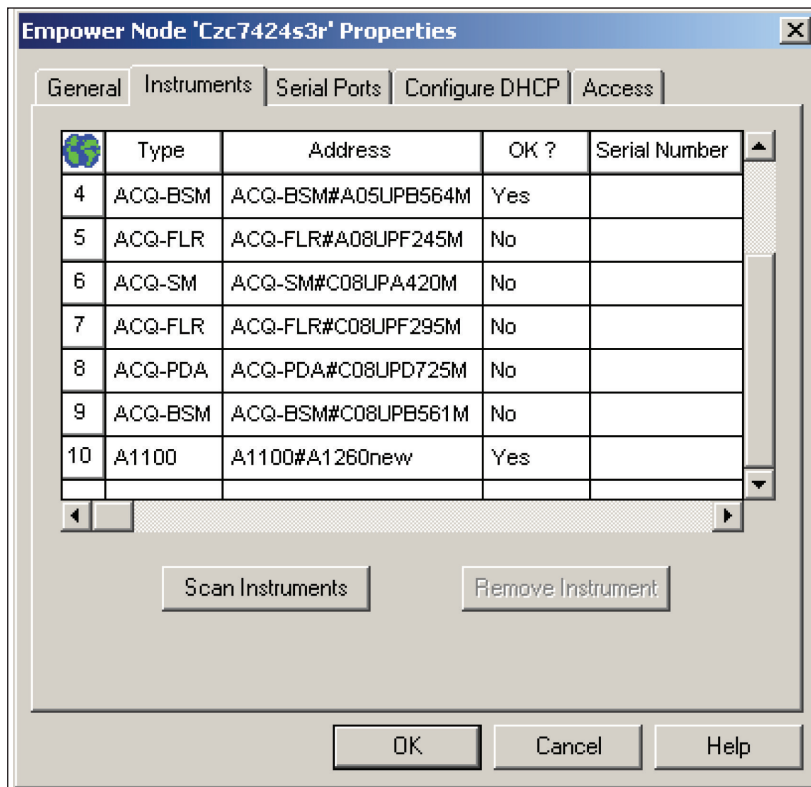 Empower Node 'Czc7424s3r' Properties
General Instruments Serial Ports Configure DHCP Access
Type Address OK ? Serial Number
4 ACQ-BSM ACQ-BSM#A05UPB564M Yes
5 ACQ-FLR ACQ-FLR#A08UPF245M No
6 ACQ-SM ACQ-SM#C08UPA420M No
7 ACQ-FLR ACQ-FLR#C08UPF295M No
8 ACQ-PDA ACQ-PDA#C08UPD725M No
9 ACQ-BSM ACQ-BSM#C08UPB561M No
10 A1100 A1100#A1260new Yes
Scan Instruments Remove Instrument
OK Cancel Help